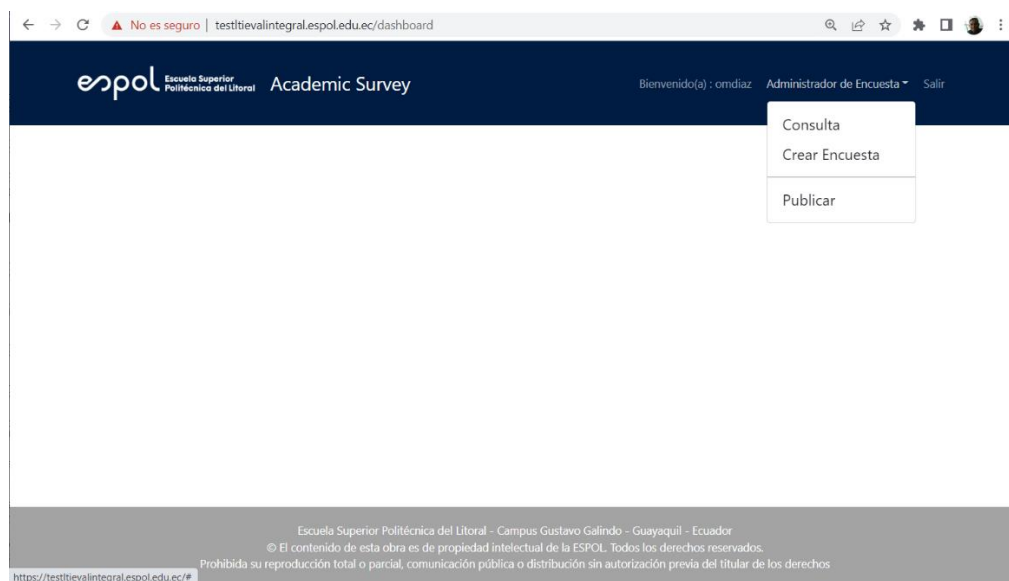 No es seguro | testltievalintegral.espol.edu.ec/dashboard
espol Escuela Superior Politécnica del Litoral Academic Survey
Bienvenido(a) : omdiaz Administrador de Encuesta Salir
Consulta
Crear Encuesta
Publicar
Escuela Superior Politécnica del Litoral - Campus Gustavo Galindo - Guayaquil - Ecuador
© El contenido de esta obra es de propiedad intelectual de la ESPOL. Todos los derechos reservados.
Prohibida su reproducción total o parcial, comunicación pública o distribución sin autorización previa del titular de los derechos
https://testltievalintegral.espol.edu.ec/#